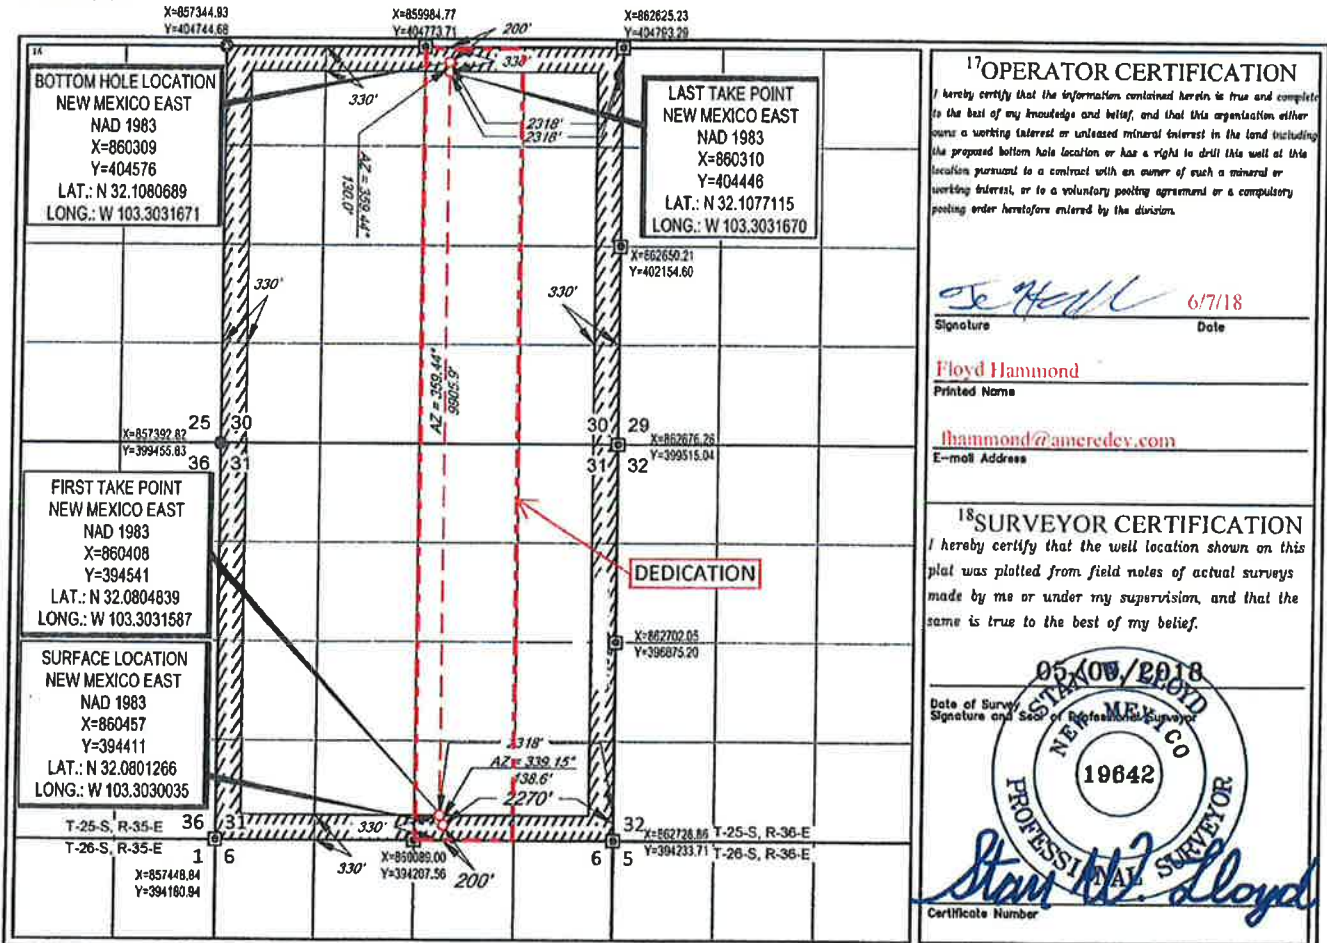 X=857344.93
Y=404744.68
X=859984.77
Y=404773.71
X=862625.23
Y=404793.29
200'
16
330'
330'
BOTTOM HOLE LOCATION
NEW MEXICO EAST
NAD 1983
X=860309
Y=404576
LAT.: N 32.1080689
LONG.: W 103.3031671
LAST TAKE POINT
NEW MEXICO EAST
NAD 1983
X=860310
Y=404446
LAT.: N 32.1077115
LONG.: W 103.3031670
2318'
2318'
AZ = 359.44°
130.0'
X=862650.21
Y=402154.60
330'
330'
AZ = 359.44°
9905.9'
25 30
36 31
X=857392.82
Y=399455.83
30 29
31 32
X=862676.26
Y=399515.04
FIRST TAKE POINT
NEW MEXICO EAST
NAD 1983
X=860408
Y=394541
LAT.: N 32.0804839
LONG.: W 103.3031587
DEDICATION
X=862702.05
Y=396875.20
SURFACE LOCATION
NEW MEXICO EAST
NAD 1983
X=860457
Y=394411
LAT.: N 32.0801266
LONG.: W 103.3030035
2318'
AZ = 339.15°
138.6'
2270'
T-25-S, R-35-E 36 31
T-26-S, R-35-E 1 6
X=857448.84
Y=394160.94
330'
330'
X=860089.00
Y=394207.56
200'
32
6 5
X=862728.86 T-25-S, R-36-E
Y=394233.71 T-26-S, R-36-E
17 OPERATOR CERTIFICATION
I hereby certify that the information contained herein is true and complete
to the best of my knowledge and belief, and that this organization either
owns a working interest or unleased mineral interest in the land including
the proposed bottom hole location or has a right to drill this well at this
location pursuant to a contract with an owner of such a mineral or
working interest, or to a voluntary pooling agreement or a compulsory
pooling order heretofore entered by the division.
6/7/18
Signature Date
Floyd Hammond
Printed Name
fhammond@ameredev.com
E-mail Address
18 SURVEYOR CERTIFICATION
I hereby certify that the well location shown on this
plat was plotted from field notes of actual surveys
made by me or under my supervision, and that the
same is true to the best of my belief.
Date of Survey
Signature and Seal of Professional Surveyor
STAN W. LLOYD
NEW MEXICO
19642
PROFESSIONAL SURVEYOR
Stan W. Lloyd
Certificate Number